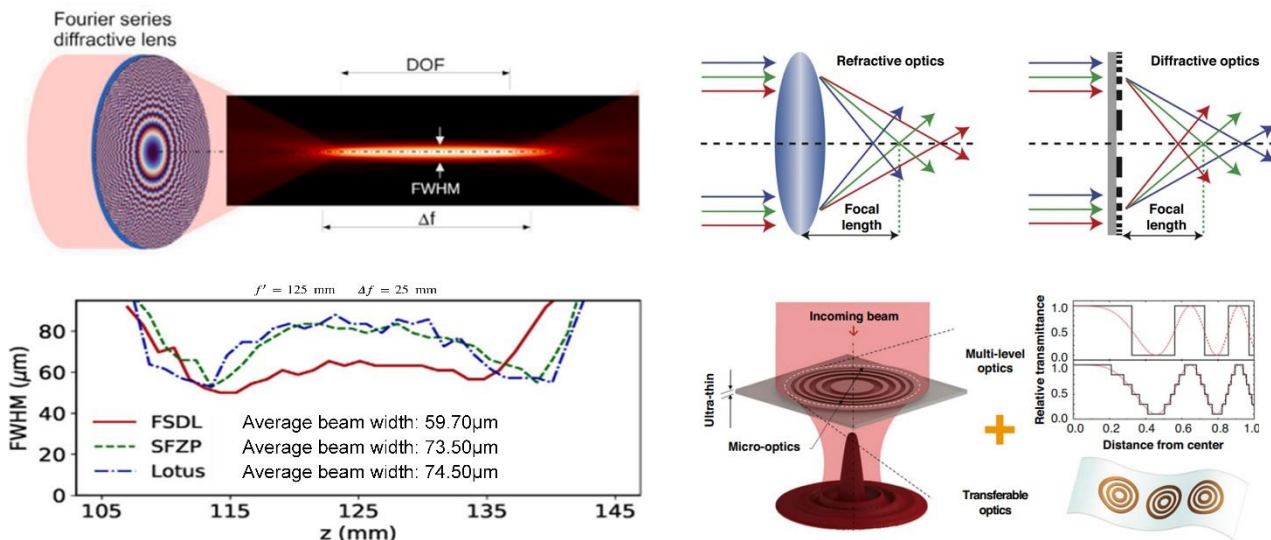 Fourier series
diffractive lens
DOF
FWHM
Δf
Refractive optics
Focal
length
Diffractive optics
Focal
length
f′ = 125 mm Δf = 25 mm
FWHM (μm)
80
60
40
20
0
FSDL Average beam width: 59.70μm
SFZP Average beam width: 73.50μm
Lotus Average beam width: 74.50μm
105 115 125 135 145
z (mm)
Incoming beam
Ultra-thin
Micro-optics
Multi-level
optics
Transferable
optics
Relative transmittance
1.0
0.5
0.0
1.0
0.5
0.0
0.0 0.2 0.4 0.6 0.8 1.0
Distance from center